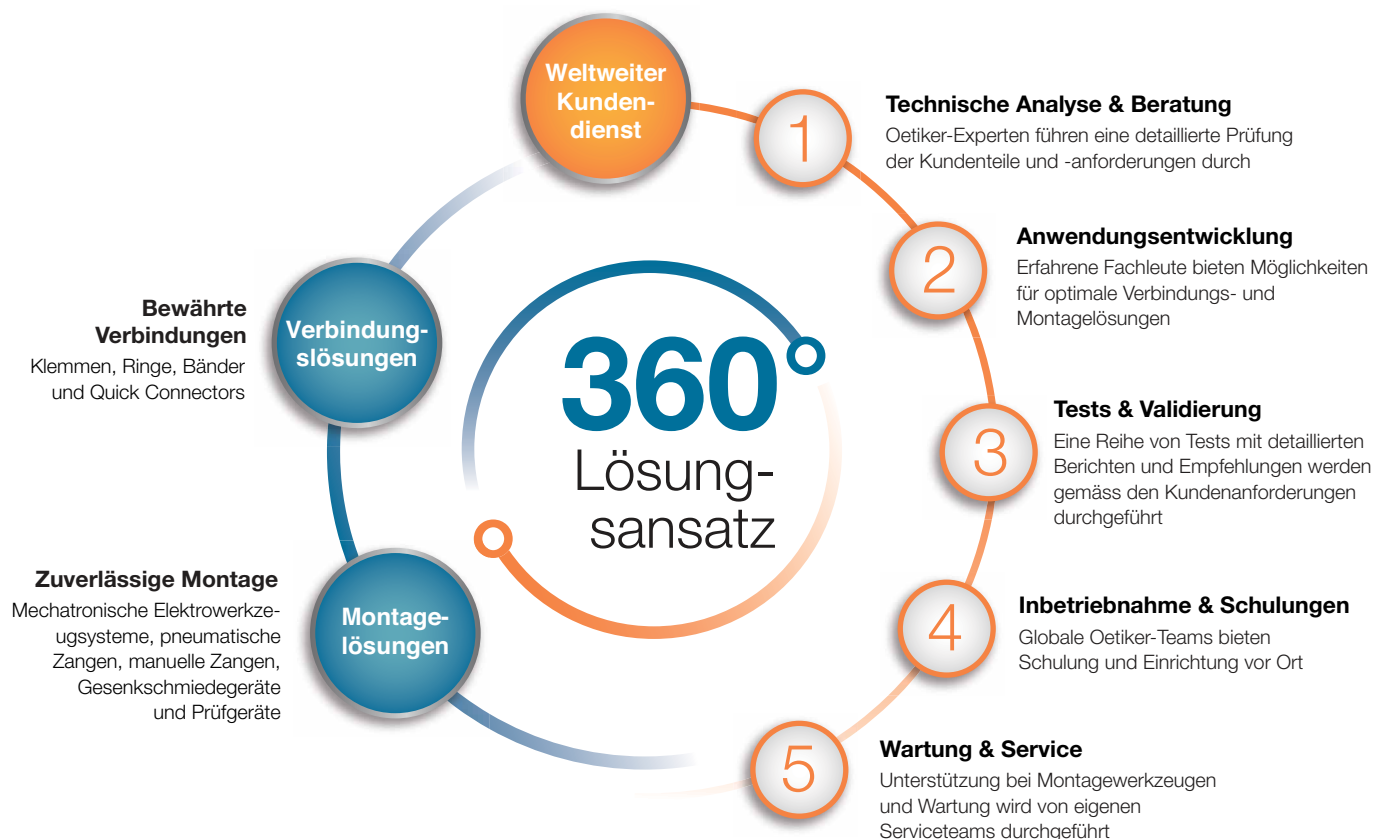 Weltweiter
Kunden-
dienst
1
Technische Analyse & Beratung
Oetiker-Experten führen eine detaillierte Prüfung
der Kundenteile und -anforderungen durch
2
Anwendungsentwicklung
Erfahrene Fachleute bieten Möglichkeiten
für optimale Verbindungs- und
Montagelösungen
3
Tests & Validierung
Eine Reihe von Tests mit detaillierten
Berichten und Empfehlungen werden
gemäss den Kundenanforderungen
durchgeführt
4
Inbetriebnahme & Schulungen
Globale Oetiker-Teams bieten
Schulung und Einrichtung vor Ort
5
Wartung & Service
Unterstützung bei Montagewerkzeugen
und Wartung wird von eigenen
Serviceteams durchgeführt
360°
Lösung-
sansatz
Verbindung-
slösungen
Bewährte
Verbindungen
Klemmen, Ringe, Bänder
und Quick Connectors
Montage-
lösungen
Zuverlässige Montage
Mechatronische Elektrowerkze-
ugsysteme, pneumatische
Zangen, manuelle Zangen,
Gesenkschmiedegeräte
und Prüfgeräte